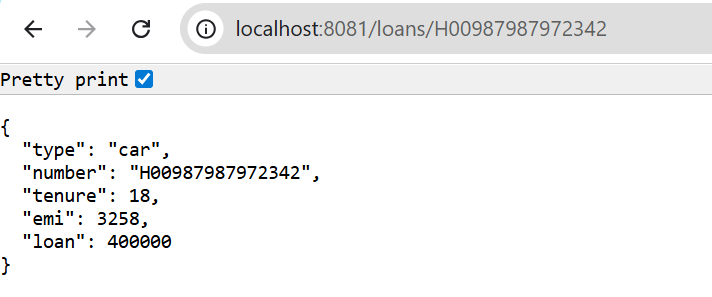 localhost:8081/loans/H00987987972342
Pretty print
{
  "type": "car",
  "number": "H00987987972342",
  "tenure": 18,
  "emi": 3258,
  "loan": 400000
}